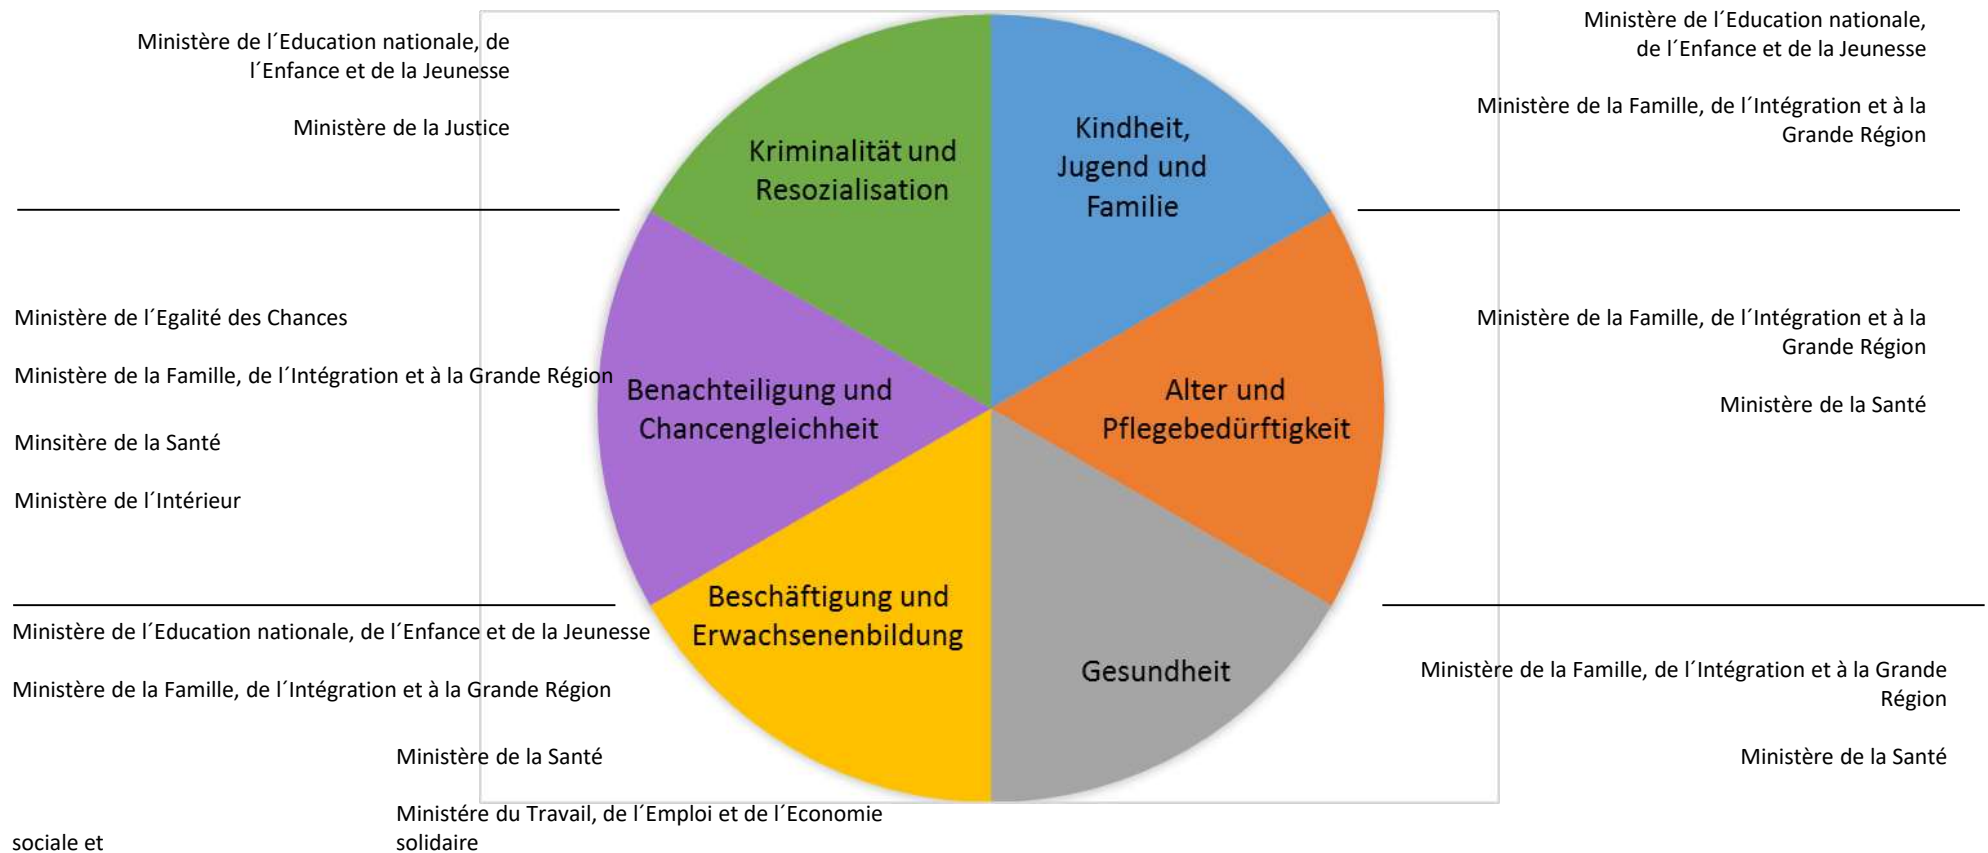 Ministère de l´Education nationale, de
l´Enfance et de la Jeunesse
Ministère de la Justice
Ministère de l´Education nationale,
de l´Enfance et de la Jeunesse
Ministère de la Famille, de l´Intégration et à la
Grande Région
Kriminalität und
Resozialisation
Kindheit,
Jugend und
Familie
Ministère de l´Egalité des Chances
Ministère de la Famille, de l´Intégration et à la Grande Région
Minsitère de la Santé
Ministère de l´Intérieur
Benachteiligung und
Chancengleichheit
Alter und
Pflegebedürftigkeit
Ministère de la Famille, de l´Intégration et à la
Grande Région
Ministère de la Santé
Beschäftigung und
Erwachsenenbildung
Gesundheit
Ministère de l´Education nationale, de l´Enfance et de la Jeunesse
Ministère de la Famille, de l´Intégration et à la Grande Région
Ministère de la Santé
Ministére du Travail, de l´Emploi et de l´Economie
sociale et solidaire
Ministère de la Famille, de l´Intégration et à la Grande
Région
Ministère de la Santé